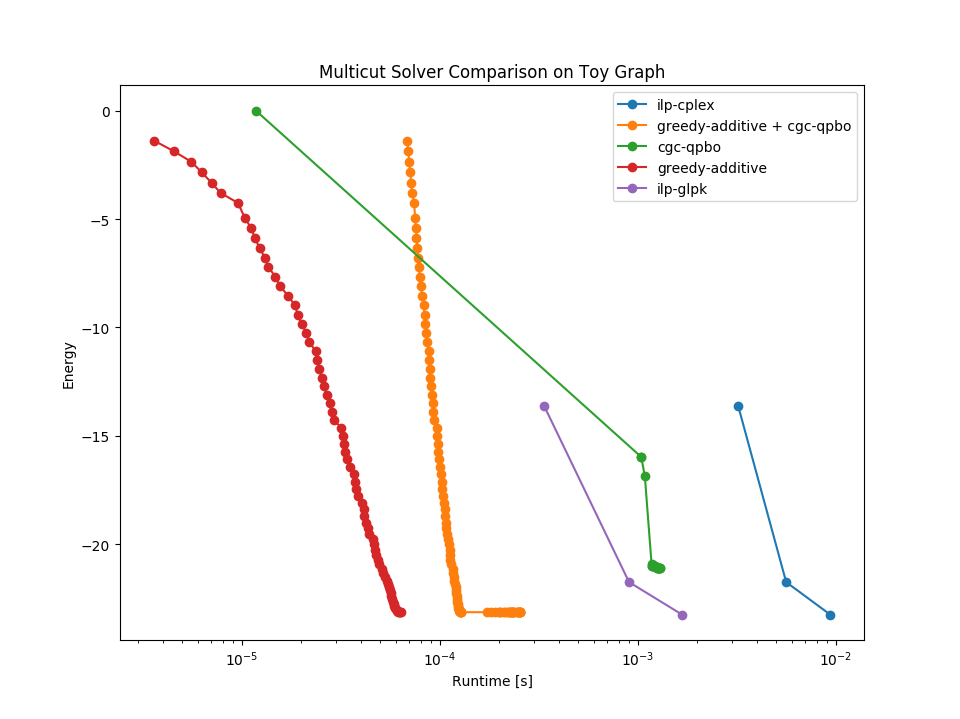 Multicut Solver Comparison on Toy Graph
ilp-cplex
greedy-additive + cgc-qpbo
cgc-qpbo
greedy-additive
ilp-glpk
0
−5
−10
−15
−20
Energy
10⁻⁵
10⁻⁴
10⁻³
10⁻²
Runtime [s]